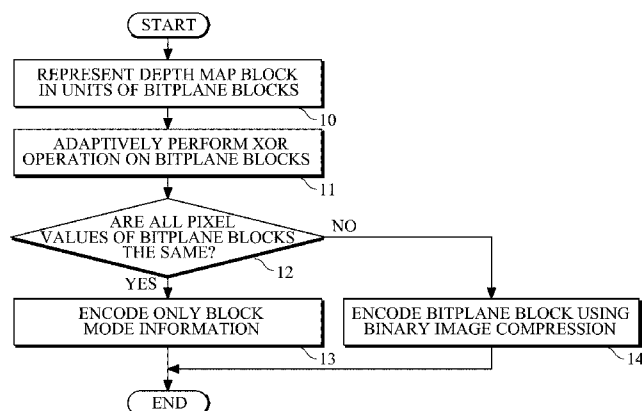 START
REPRESENT DEPTH MAP BLOCK
IN UNITS OF BITPLANE BLOCKS
10
ADAPTIVELY PERFORM XOR
OPERATION ON BITPLANE BLOCKS
11
ARE ALL PIXEL
VALUES OF BITPLANE BLOCKS
THE SAME?
12
NO
YES
ENCODE ONLY BLOCK
MODE INFORMATION
13
ENCODE BITPLANE BLOCK USING
BINARY IMAGE COMPRESSION
14
END